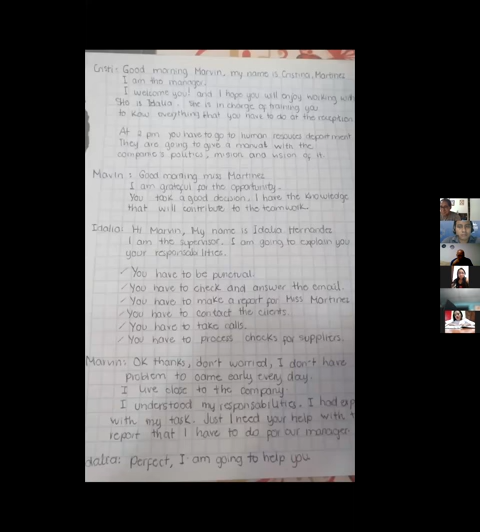 Cristi: Good morning Marvin, my name is Cristina Martinez
I am the manager.
I welcome you! and I hope you will enjoy working with
She is Idalia. She is in charge of training you
to know everything that you have to do at the reception
At 2 pm you have to go to human resources department
They are going to give a manual with the
companie's politics, mision and vision of it.
Mavin: Good morning miss Martinez
I am grateful for the opportunity.
You took a good decision. I have the knowledge
that will contribute to the teamwork.
Idalia: Hi Marvin, My name is Idalia Hernandez
I am the supervisor. I am going to explain you
your responsabilities.
✓ You have to be punctual.
✓ You have to check and answer the email.
✓ You have to make a report for Miss Martinez
✓ You have to contact the clients.
✓ You have to take calls.
✓ You have to process checks for suppliers.
Marvin: OK thanks, don't worried, I don't have
problem to came early every day.
I live close to the company.
I understood my responsabilities. I had exp
with my task. Just I need your help with t
report that I have to do for our manager
Idalia: Perfect, I am going to help you